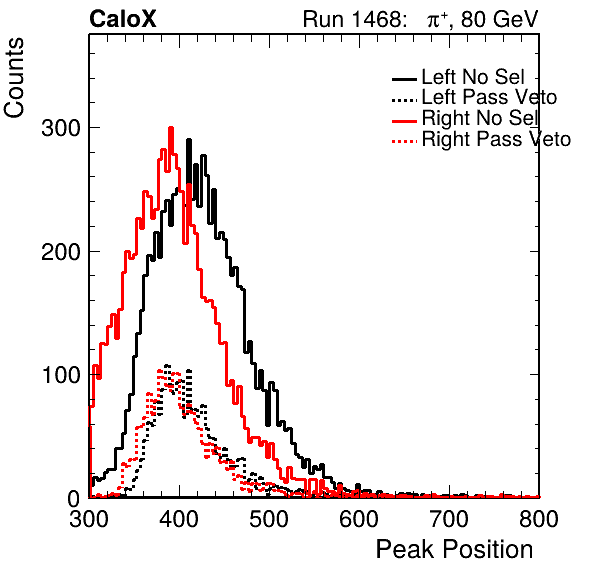 CaloX Run 1468: π⁺, 80 GeV
Counts
Left No Sel
Left Pass Veto
Right No Sel
Right Pass Veto
300
200
100
0
300 400 500 600 700 800
Peak Position